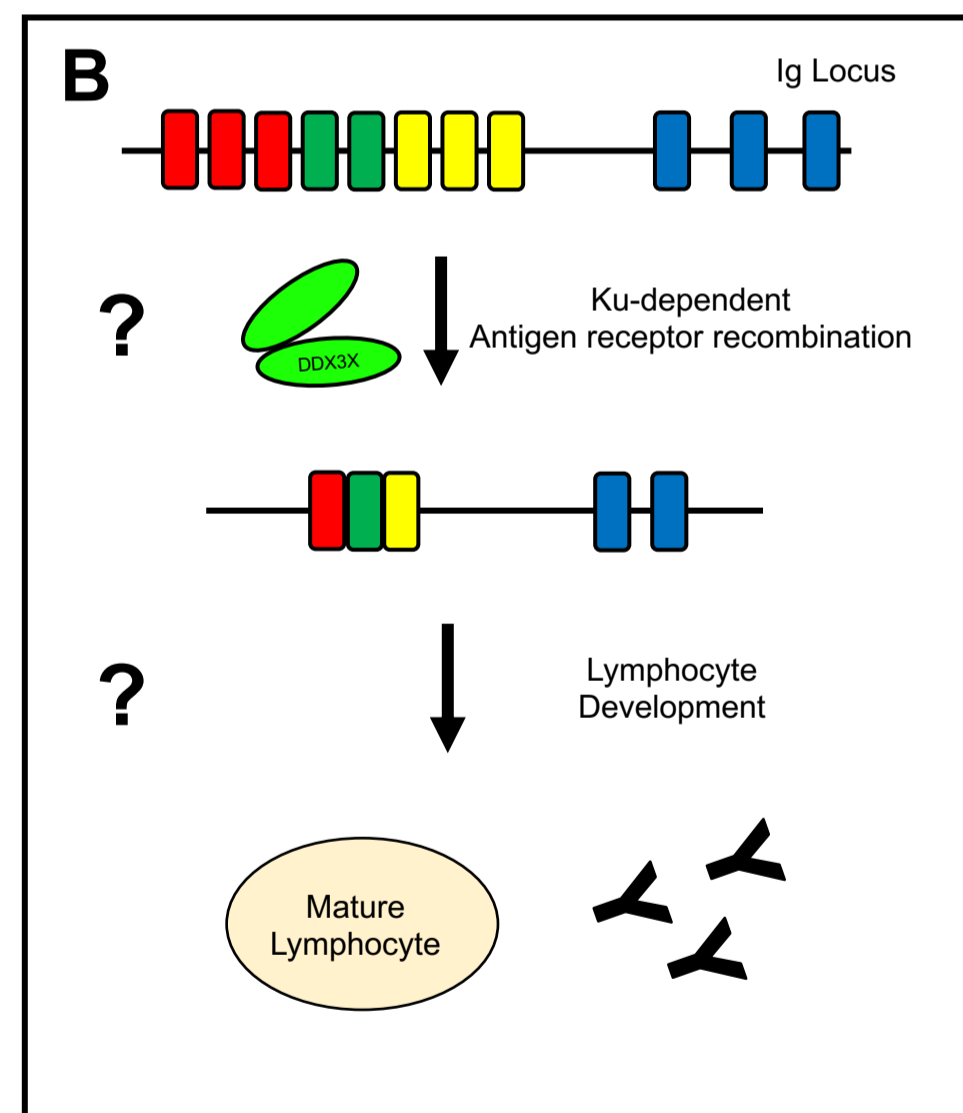 B
Ig Locus
?
DDX3X
Ku-dependent
Antigen receptor recombination
?
Lymphocyte
Development
Mature
Lymphocyte